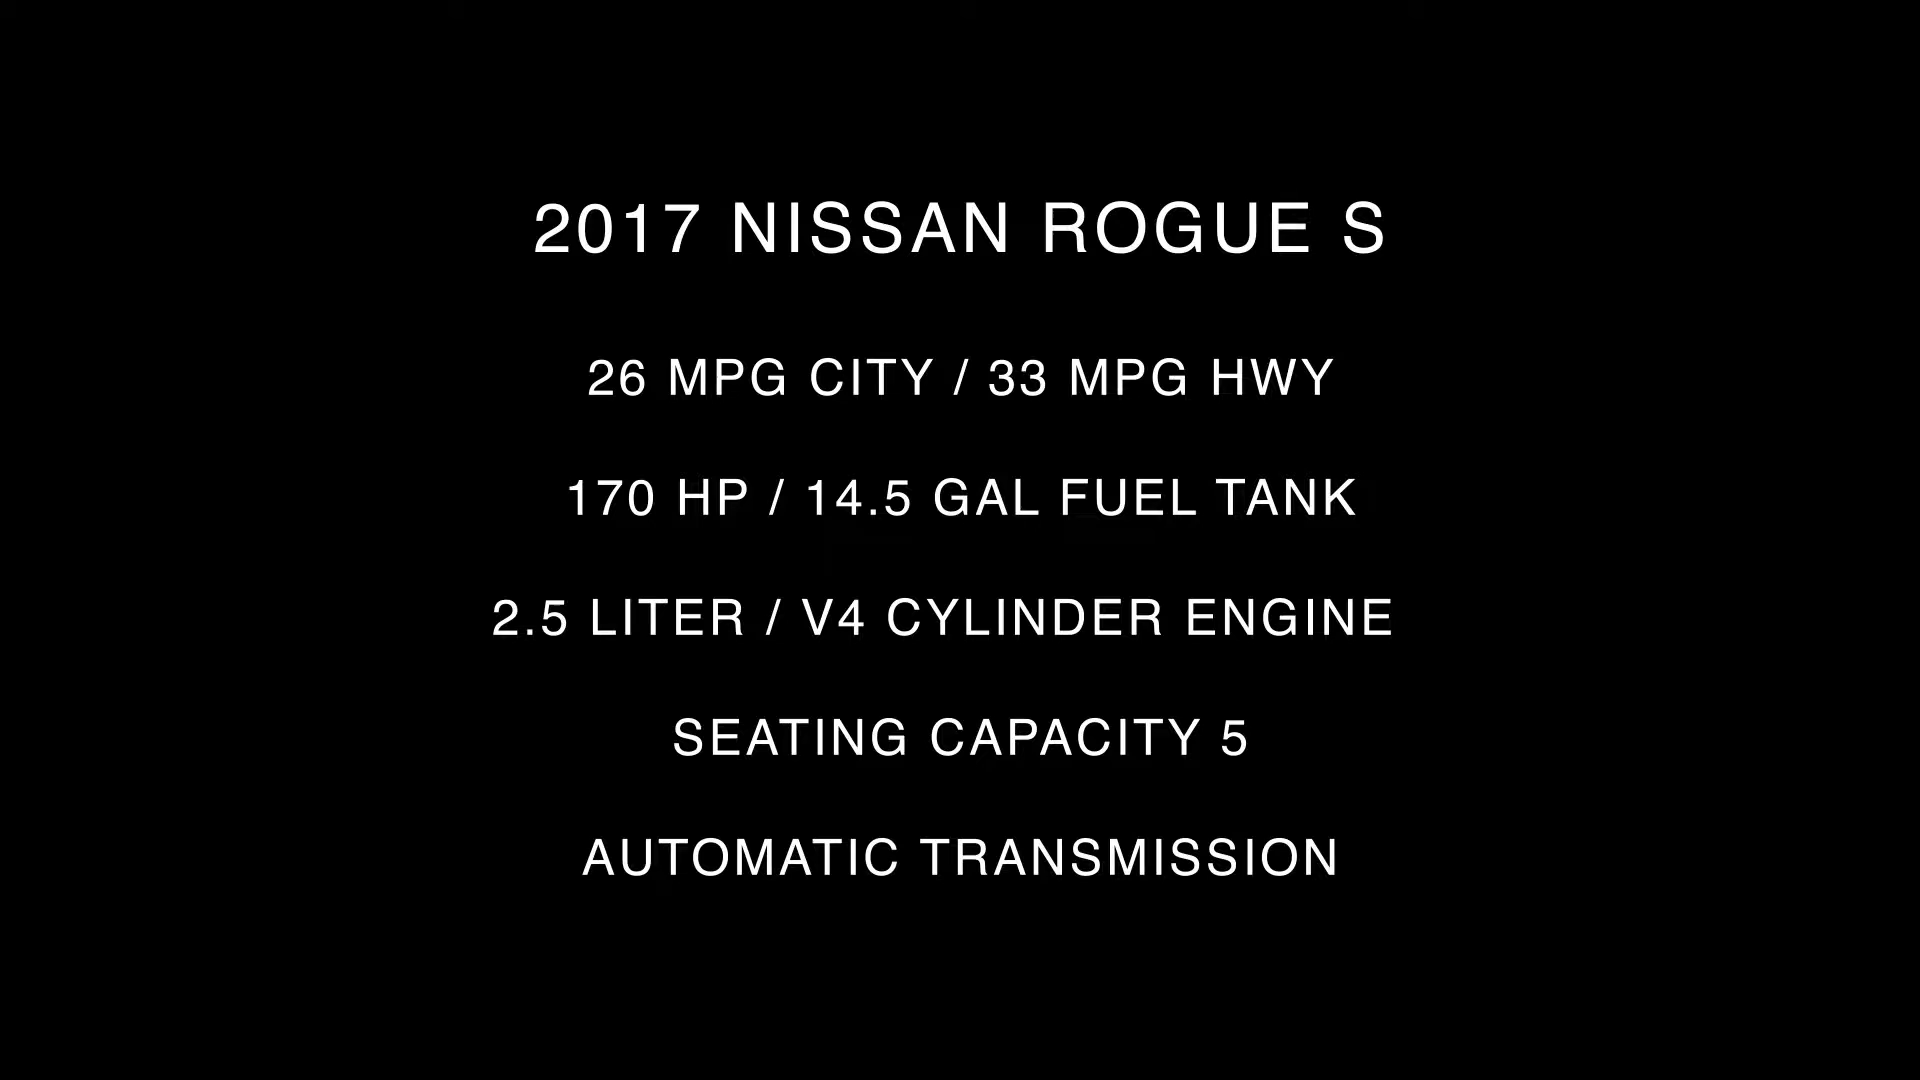 2017 NISSAN ROGUE S
26 MPG CITY / 33 MPG HWY
170 HP / 14.5 GAL FUEL TANK
2.5 LITER / V4 CYLINDER ENGINE
SEATING CAPACITY 5
AUTOMATIC TRANSMISSION